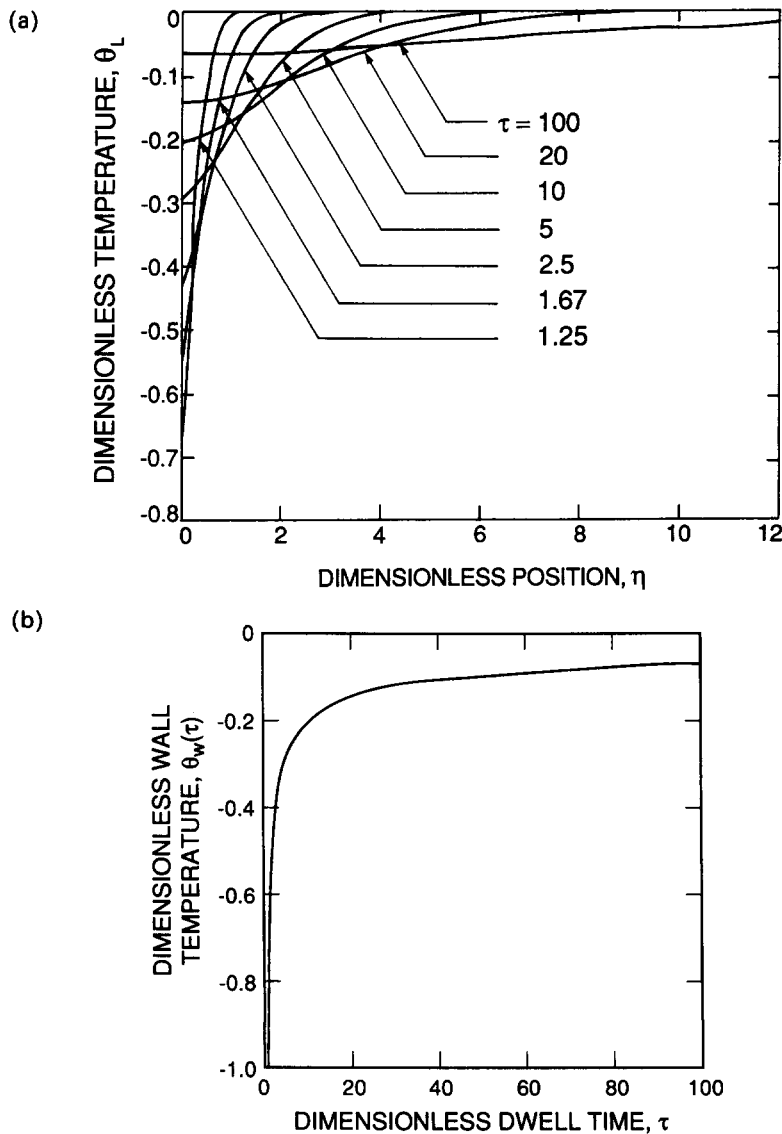 (a)
DIMENSIONLESS TEMPERATURE, θL
0
-0.1
-0.2
-0.3
-0.4
-0.5
-0.6
-0.7
-0.8
τ = 100
20
10
5
2.5
1.67
1.25
0 2 4 6 8 10 12
DIMENSIONLESS POSITION, η
(b)
DIMENSIONLESS WALL
TEMPERATURE, θw(τ)
0
-0.2
-0.4
-0.6
-0.8
-1.0
0 20 40 60 80 100
DIMENSIONLESS DWELL TIME, τ